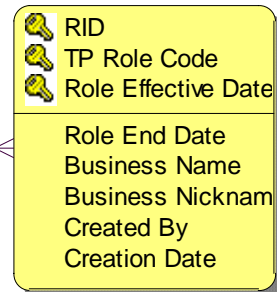 RID
TP Role Code
Role Effective Date
Role End Date
Business Name
Business Nicknam
Created By
Creation Date